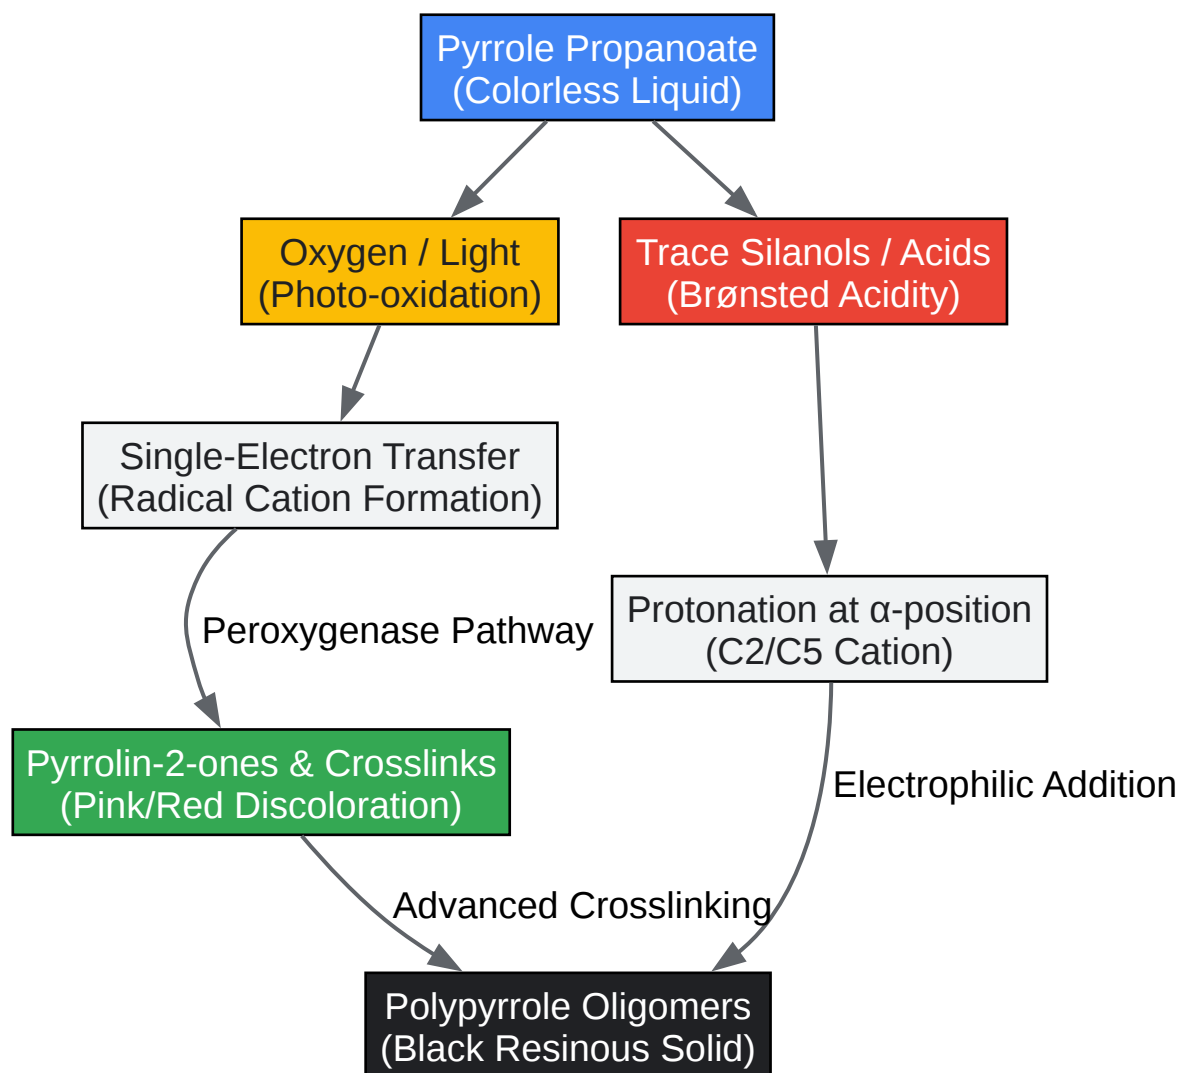 Pyrrole Propanoate
(Colorless Liquid)
Oxygen / Light
(Photo-oxidation)
Trace Silanols / Acids
(Brønsted Acidity)
Single-Electron Transfer
(Radical Cation Formation)
Protonation at α-position
(C2/C5 Cation)
Peroxygenase Pathway
Pyrrolin-2-ones & Crosslinks
(Pink/Red Discoloration)
Electrophilic Addition
Advanced Crosslinking
Polypyrrole Oligomers
(Black Resinous Solid)